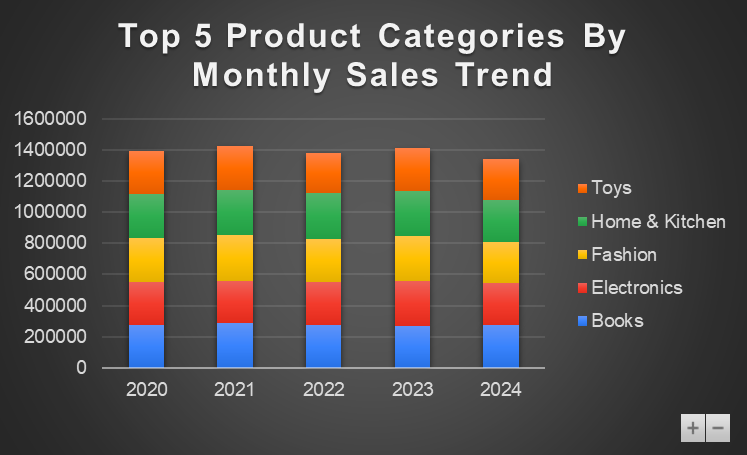 Top 5 Product Categories By
Monthly Sales Trend
1600000
1400000
1200000
1000000
800000
600000
400000
200000
0
2020 2021 2022 2023 2024
Toys
Home & Kitchen
Fashion
Electronics
Books
+ −